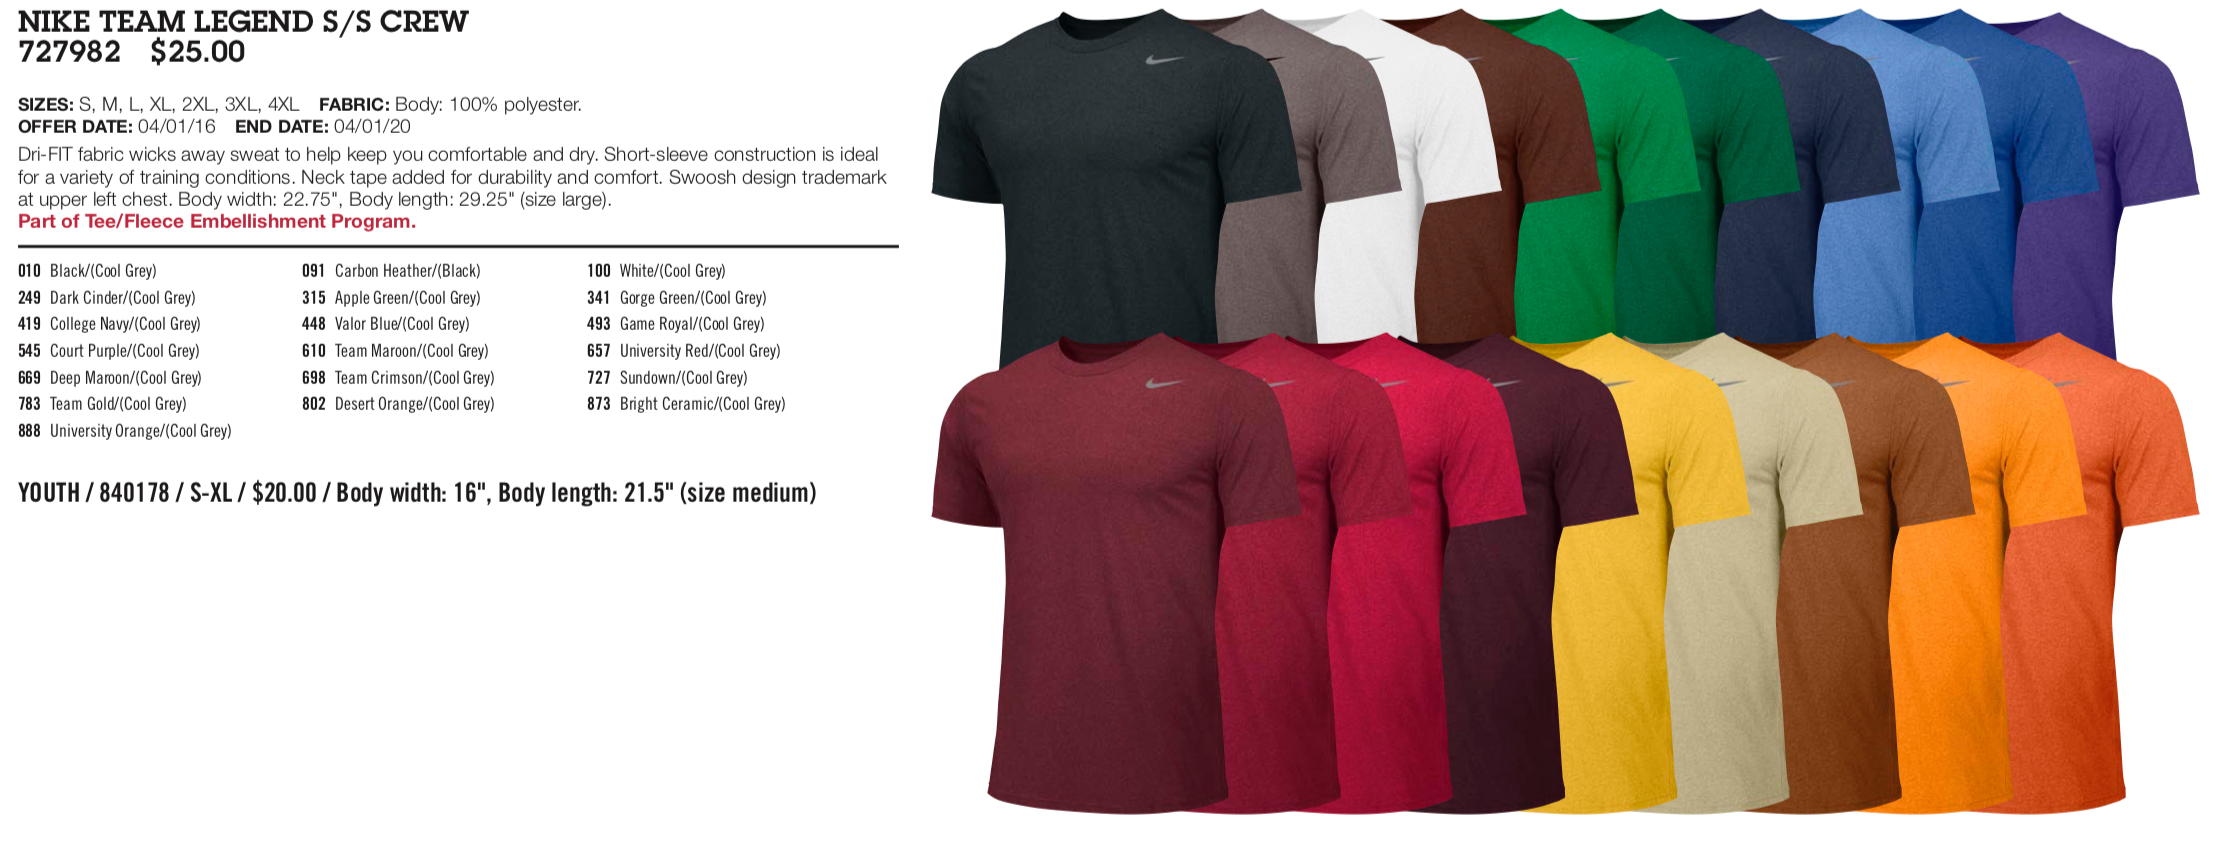 NIKE TEAM LEGEND S/S CREW
727982 $25.00
SIZES: S, M, L, XL, 2XL, 3XL, 4XL FABRIC: Body: 100% polyester.
OFFER DATE: 04/01/16 END DATE: 04/01/20
Dri-FIT fabric wicks away sweat to help keep you comfortable and dry. Short-sleeve construction is ideal
for a variety of training conditions. Neck tape added for durability and comfort. Swoosh design trademark
at upper left chest. Body width: 22.75", Body length: 29.25" (size large).
Part of Tee/Fleece Embellishment Program.
010 Black/(Cool Grey) 091 Carbon Heather/(Black) 100 White/(Cool Grey)
249 Dark Cinder/(Cool Grey) 315 Apple Green/(Cool Grey) 341 Gorge Green/(Cool Grey)
419 College Navy/(Cool Grey) 448 Valor Blue/(Cool Grey) 493 Game Royal/(Cool Grey)
545 Court Purple/(Cool Grey) 610 Team Maroon/(Cool Grey) 657 University Red/(Cool Grey)
669 Deep Maroon/(Cool Grey) 698 Team Crimson/(Cool Grey) 727 Sundown/(Cool Grey)
783 Team Gold/(Cool Grey) 802 Desert Orange/(Cool Grey) 873 Bright Ceramic/(Cool Grey)
888 University Orange/(Cool Grey)
YOUTH / 840178 / S-XL / $20.00 / Body width: 16", Body length: 21.5" (size medium)